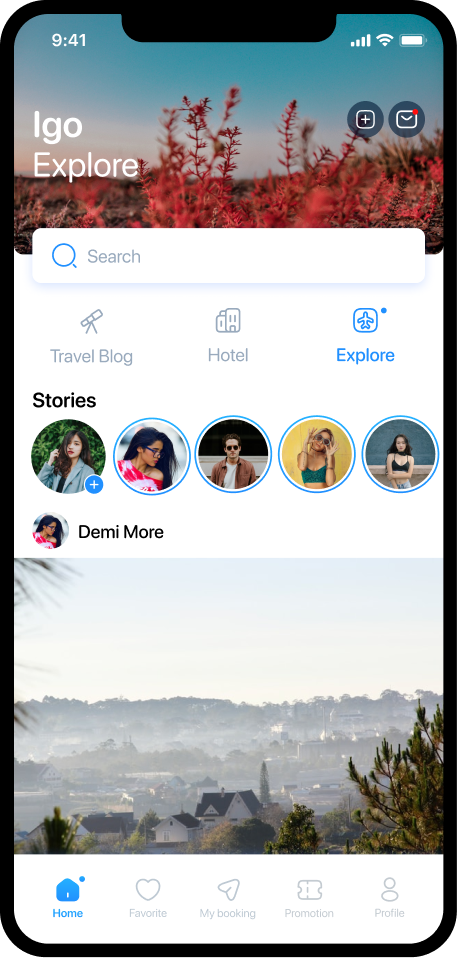 9:41
Igo
Explore
Search
Travel Blog
Hotel
Explore
Stories
Demi More
Home
Favorite
My booking
Promotion
Profile